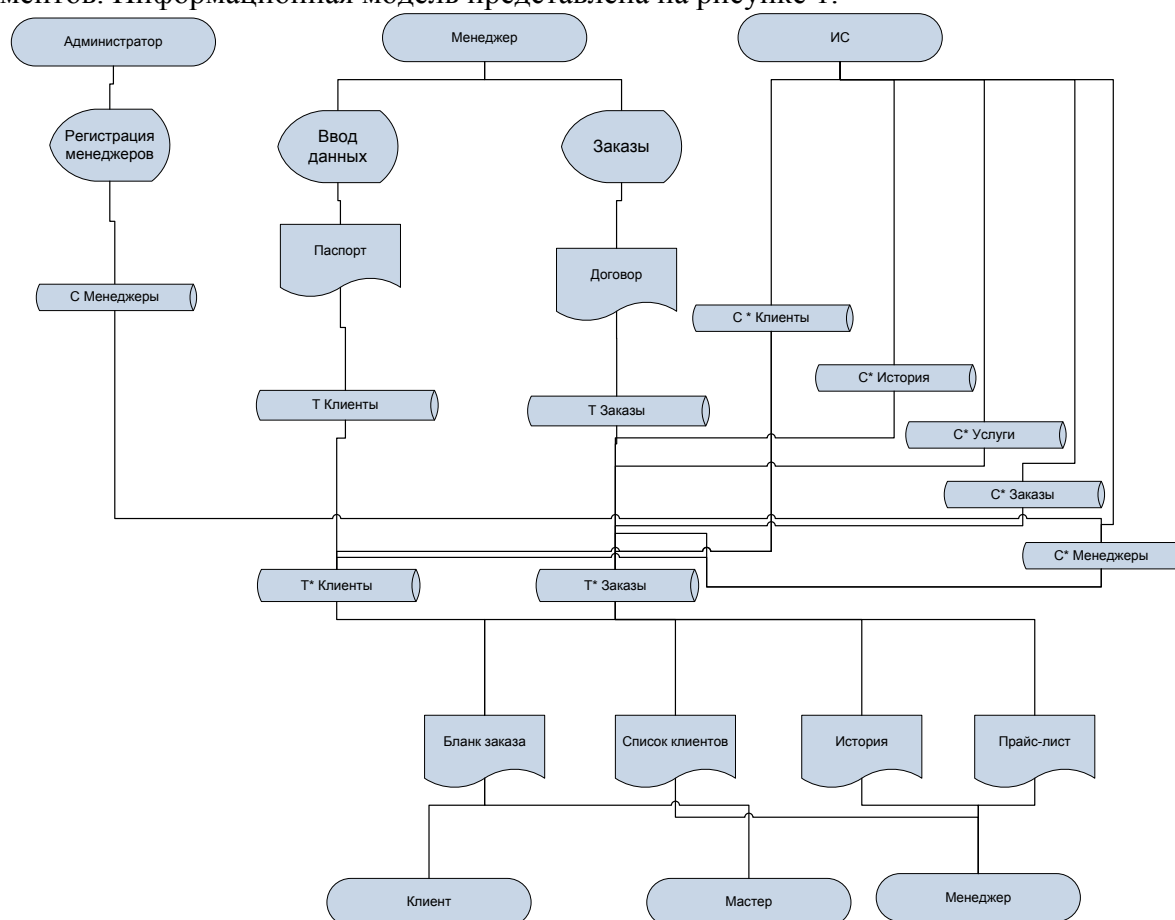 ментов. Информационная модель представлена на рисунке 1.
Администратор
Менеджер
ИС
Регистрация
менеджеров
Ввод
данных
Заказы
Паспорт
Договор
С Менеджеры
С * Клиенты
С* История
Т Клиенты
Т Заказы
С* Услуги
С* Заказы
С* Менеджеры
Т* Клиенты
Т* Заказы
Бланк заказа
Список клиентов
История
Прайс-лист
Клиент
Мастер
Менеджер